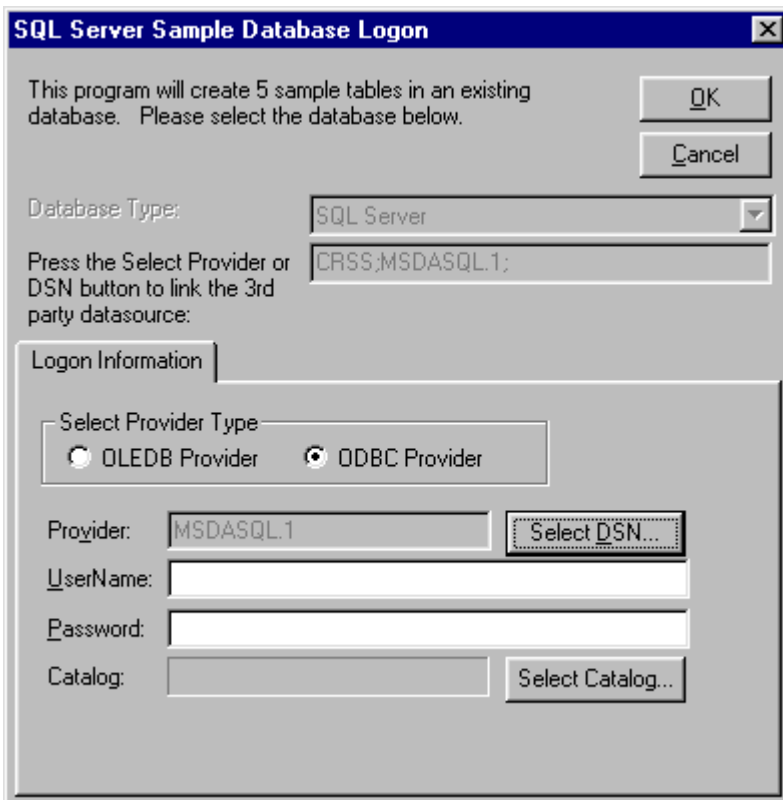 SQL Server Sample Database Logon
This program will create 5 sample tables in an existing
database.   Please select the database below.
OK
Cancel
Database Type:
SQL Server
Press the Select Provider or
DSN button to link the 3rd
party datasource:
CRSS;MSDASQL.1;
Logon Information
Select Provider Type
OLEDB Provider
ODBC Provider
Provider:
MSDASQL.1
Select DSN...
UserName:
Password:
Catalog:
Select Catalog...